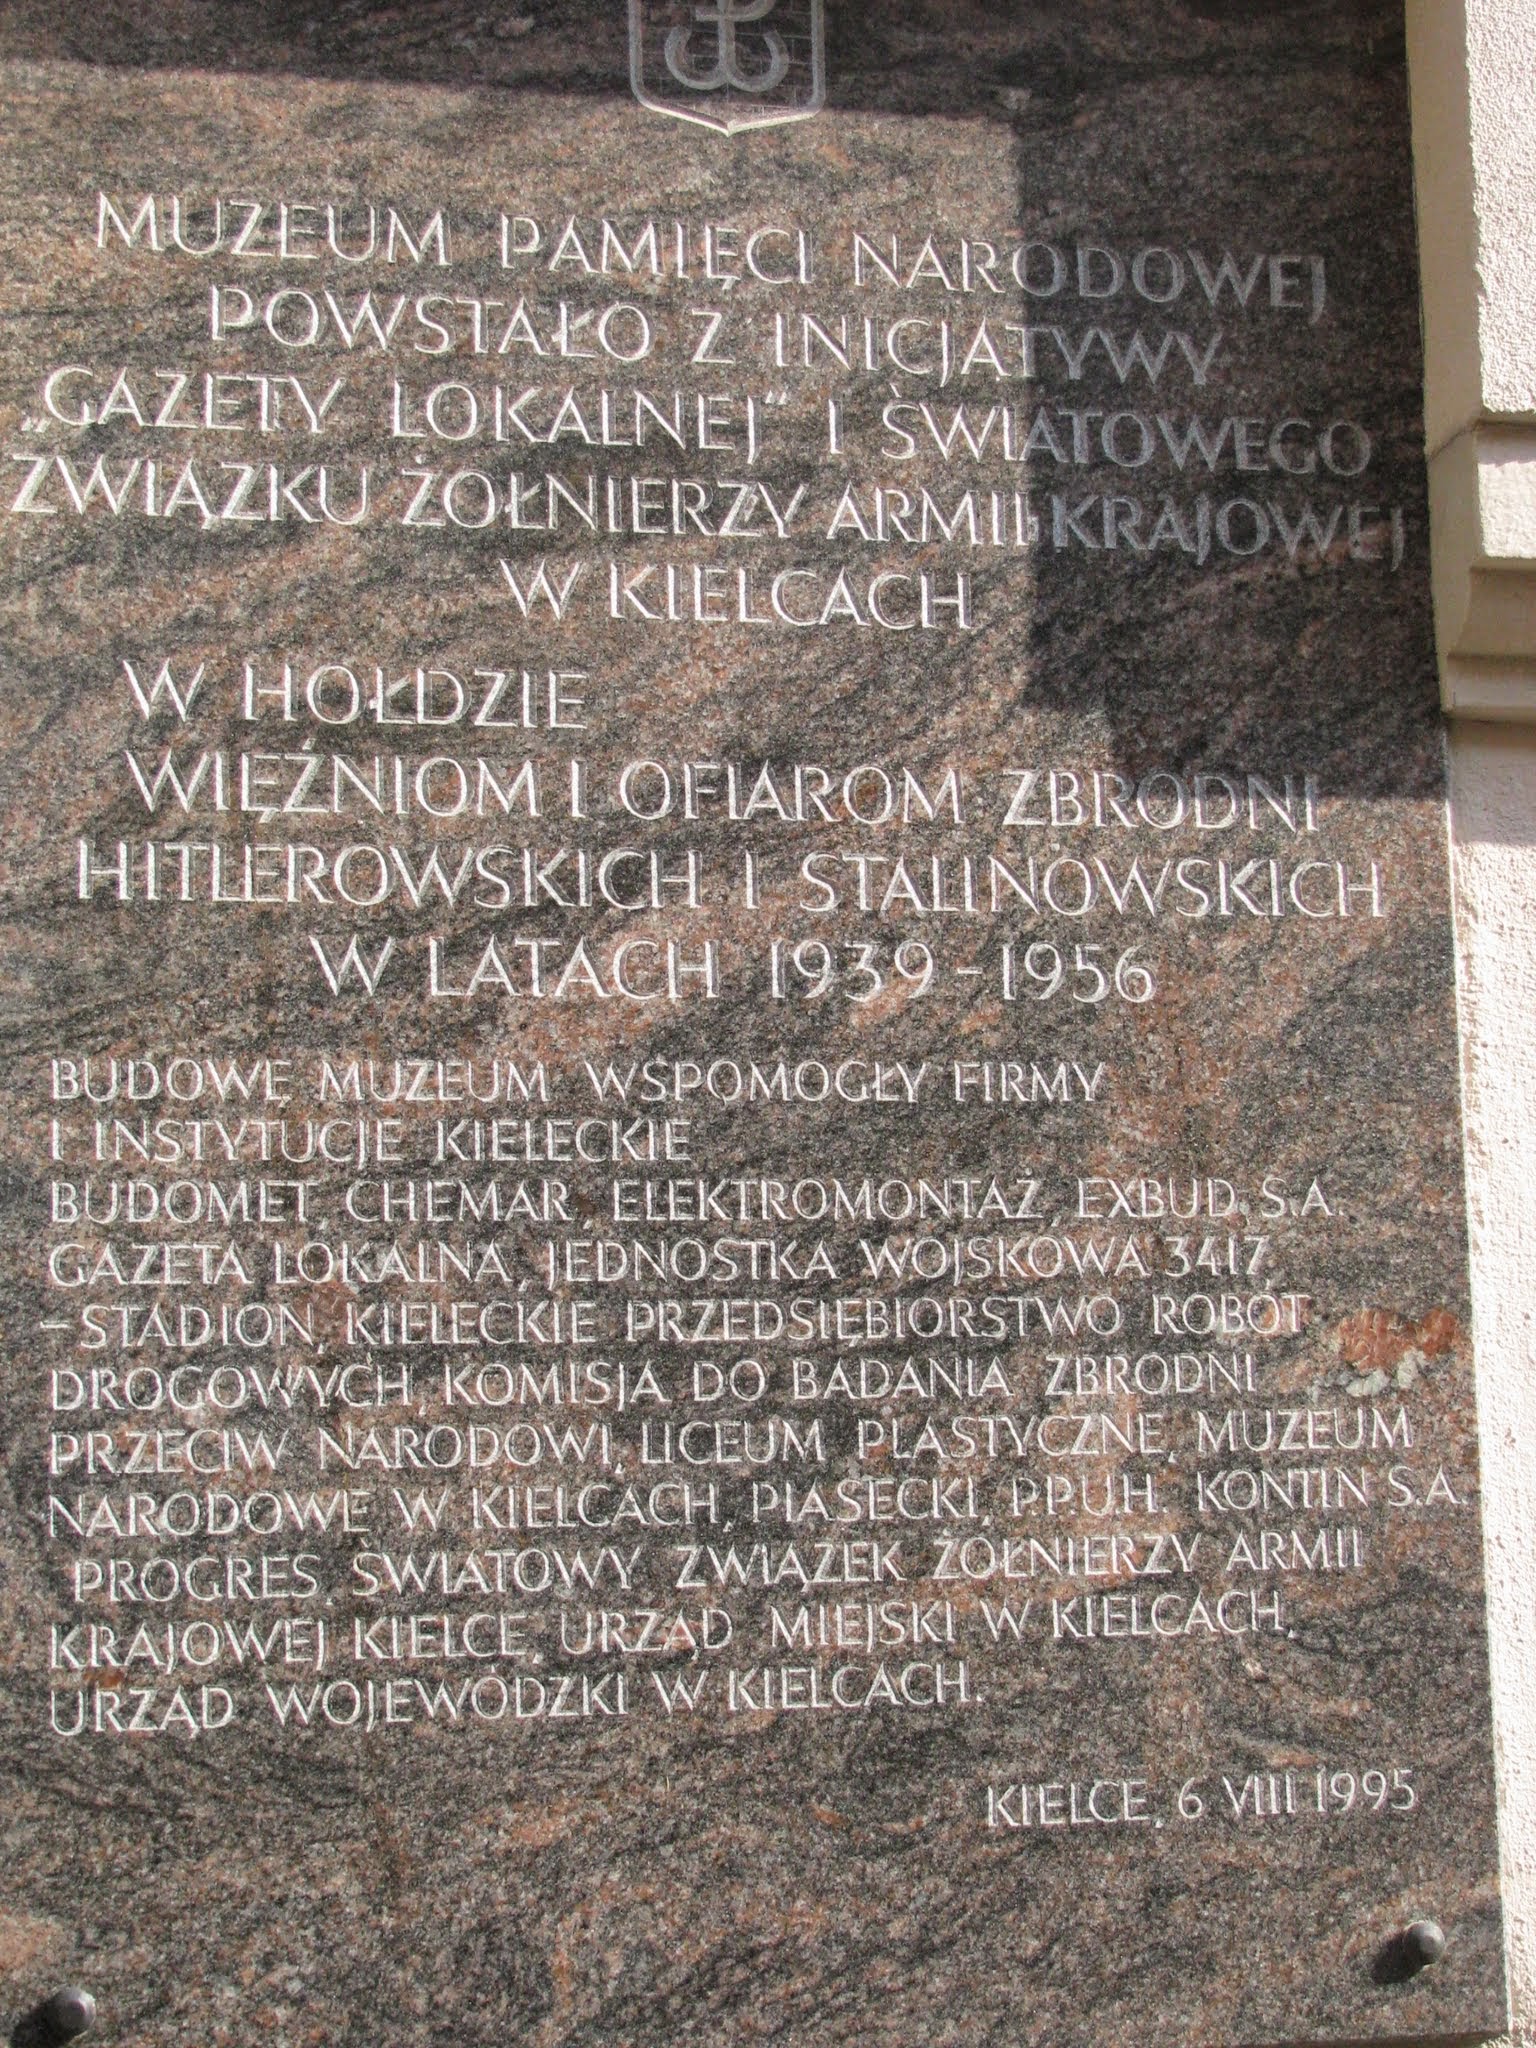 MUZEUM PAMIĘCI NARODOWEJ
POWSTAŁO Z INICJATYWY
„GAZETY LOKALNEJ" I ŚWIATOWEGO
ZWIĄZKU ŻOŁNIERZY ARMII KRAJOWEJ
W KIELCACH
W HOŁDZIE
WIĘŹNIOM I OFIAROM ZBRODNI
HITLEROWSKICH I STALINOWSKICH
W LATACH 1939-1956
BUDOWĘ MUZEUM WSPOMOGŁY FIRMY
I INSTYTUCJE KIELECKIE
BUDOMET, CHEMAR, ELEKTROMONTAŻ, EXBUD S.A.
GAZETA LOKALNA, JEDNOSTKA WOJSKOWA 3417,
-STADION, KIELECKIE PRZEDSIĘBIORSTWO ROBÓT
DROGOWYCH, KOMISJA DO BADANIA ZBRODNI
PRZECIW NARODOWI, LICEUM PLASTYCZNE, MUZEUM
NARODOWE W KIELCACH, PIASECKI, P.P.U.H. KONTIN S.A.
PROGRES, ŚWIATOWY ZWIĄZEK ŻOŁNIERZY ARMII
KRAJOWEJ KIELCE, URZĄD MIEJSKI W KIELCACH,
URZĄD WOJEWÓDZKI W KIELCACH.
KIELCE, 6 VIII 1995